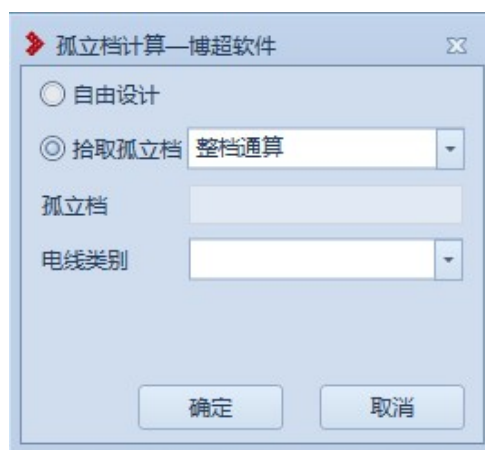 孤立档计算—博超软件
自由设计
拾取孤立档 整档通算
孤立档
电线类别
确定 取消